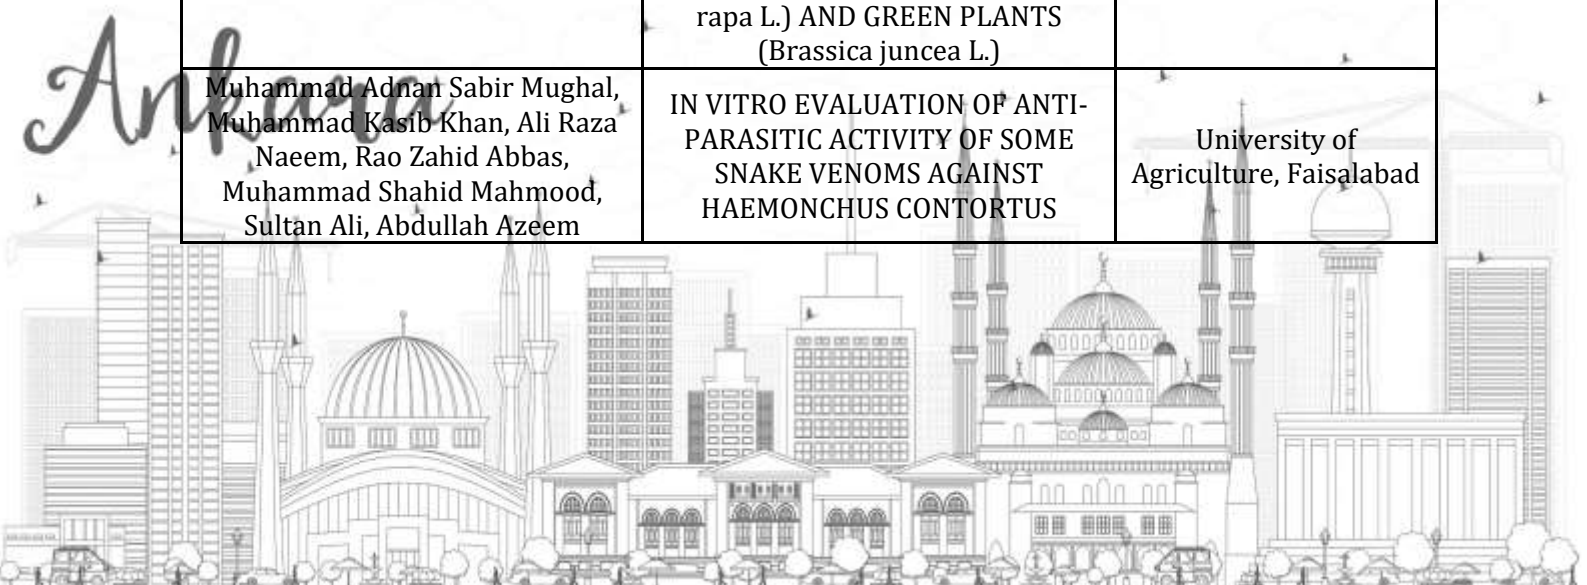 rapa L.) AND GREEN PLANTS
(Brassica juncea L.)
Ankara
Muhammad Adnan Sabir Mughal,
Muhammad Kasib Khan, Ali Raza
Naeem, Rao Zahid Abbas,
Muhammad Shahid Mahmood,
Sultan Ali, Abdullah Azeem
IN VITRO EVALUATION OF ANTI-
PARASITIC ACTIVITY OF SOME
SNAKE VENOMS AGAINST
HAEMONCHUS CONTORTUS
University of
Agriculture, Faisalabad